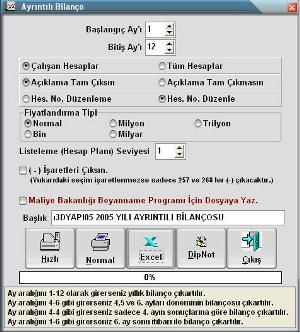 Ayrıntılı Bilanço
Başlangıç Ay'ı 1
Bitiş Ay'ı 12
Çalışan Hesaplar Tüm Hesaplar
Açıklama Tam Çıksın Açıklama Tam Çıkmasın
Hes. No. Düzenleme Hes. No. Düzenle
Fiyatlandırma Tipi
Normal Milyon Trilyon
Bin Milyar
Listeleme (Hesap Planı) Seviyesi 1
( - ) İşaretleri Çıksın.
(Yukarıdaki seçim işaretlenmezse sadece 257 ve 268 ler (-) çıkacaktır.)
Maliye Bakanlığı Beyanname Programı İçin Dosyaya Yaz.
Başlık i3DYAPI05 2005 YILI AYRINTILI BİLANÇOSU
Hızlı Normal Excel DipNot Çıkış
0%
Ay aralığını 1-12 olarak girerseniz yıllık bilanço çıkartılır.
Ay aralığını 4-6 gibi girerseniz 4,5 ve 6. ayları döneminin bilançosu çıkartılır.
Ay aralığını 4-4 gibi girerseniz sadece 4. ayın sonuçlarına göre bilanço çıkartılır.
Ay aralığını 1-6 gibi girerseniz 6. ay sonu itibarı ile bilanço çıkartılır.